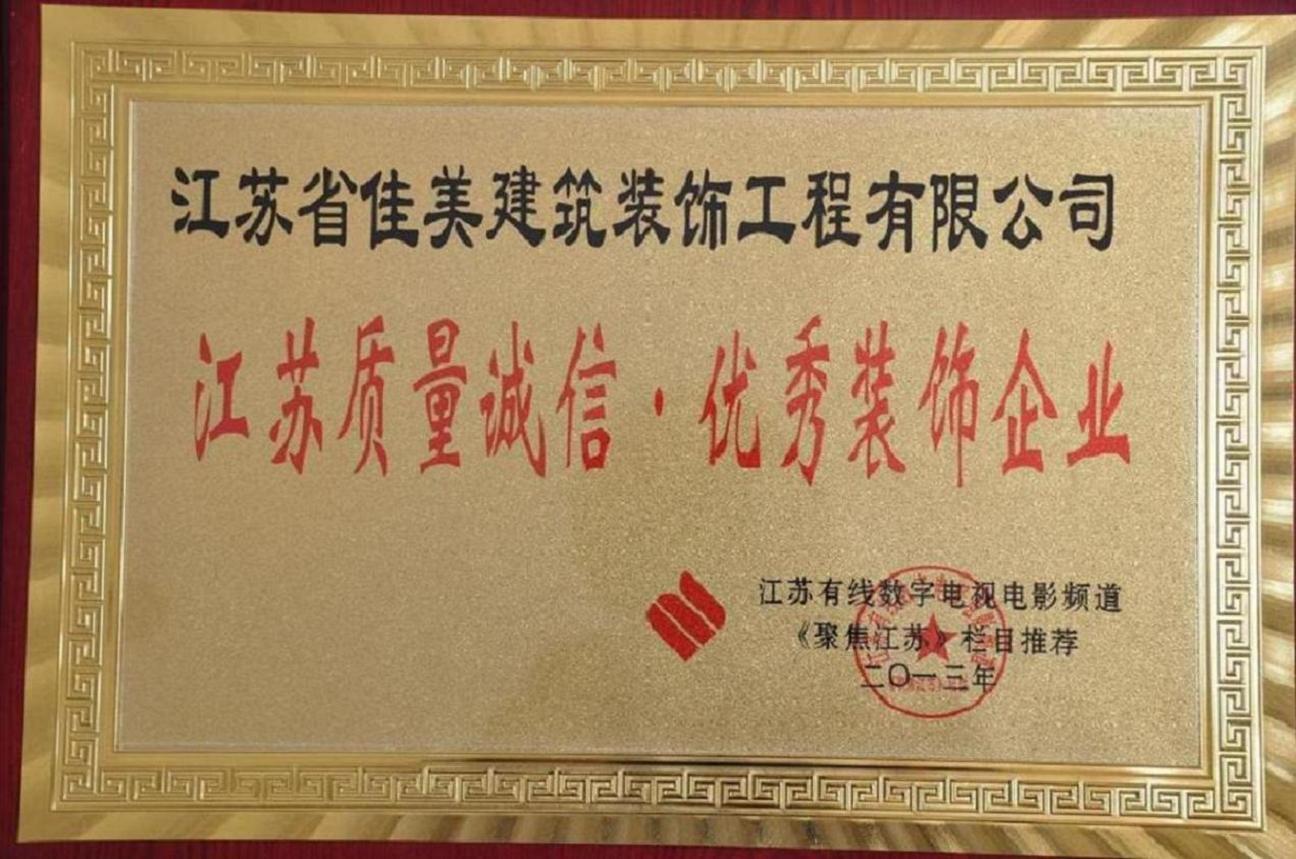 江苏省佳美建筑装饰工程有限公司
江苏质量诚信·优秀装饰企业
江苏有线数字电视电影频道
《聚焦江苏》栏目推荐
二〇一三年